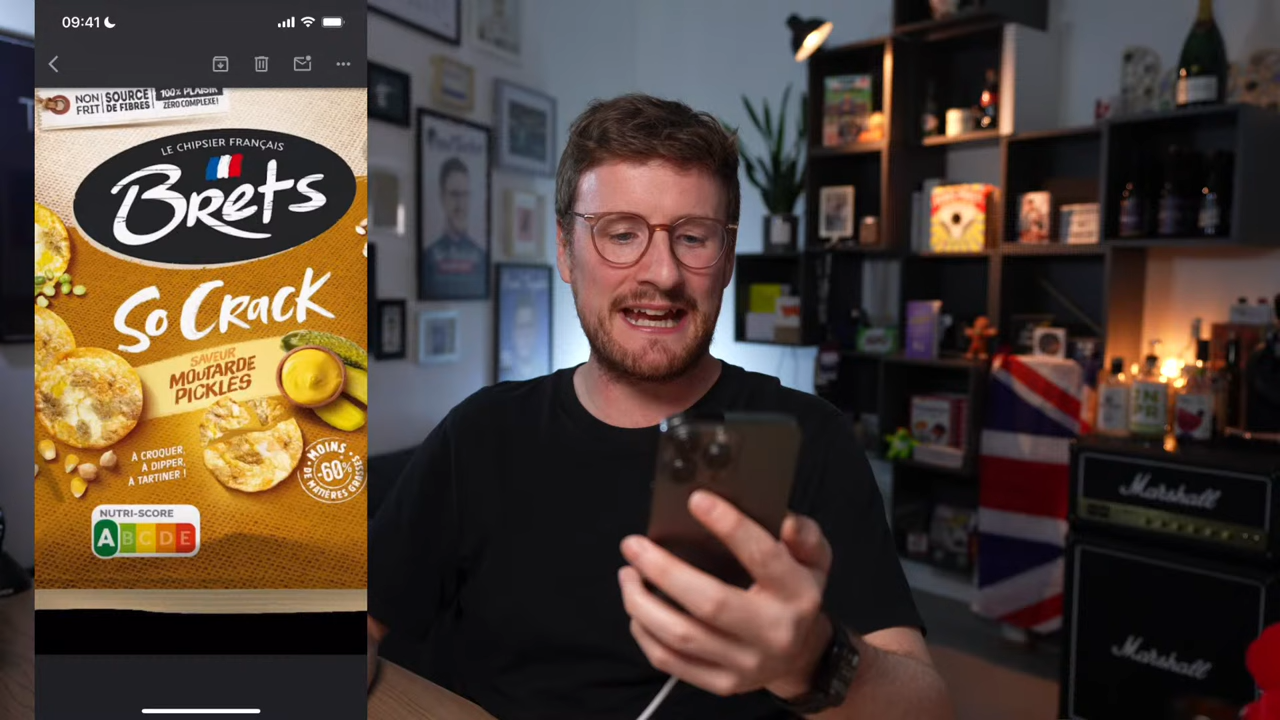 09:41
NON FRIT
SOURCE DE FIBRES
100% PLAISIR
ZÉRO COMPLEXE!
LE CHIPSIER FRANÇAIS
BRets
So CRacK
SAVEUR
MOUTARDE
PICKLES
À CROQUER,
À DIPPER,
À TARTINER !
MOINS
-60%
DE MATIÈRES GRASSES
NUTRI-SCORE
A B C D E
Marshall
Marshall